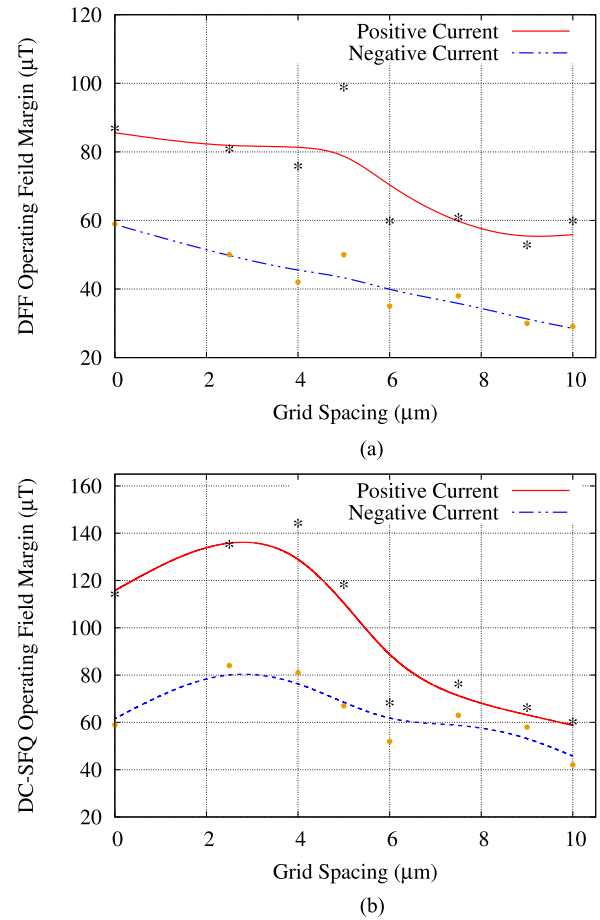 120
100
80
60
40
20
0
2
4
6
8
10
DFF Operating Feild Margin (μT)
Grid Spacing (μm)
Positive Current
Negative Current
(a)
160
140
120
100
80
60
40
20
0
2
4
6
8
10
DC-SFQ Operating Field Margin (μT)
Grid Spacing (μm)
Positive Current
Negative Current
(b)